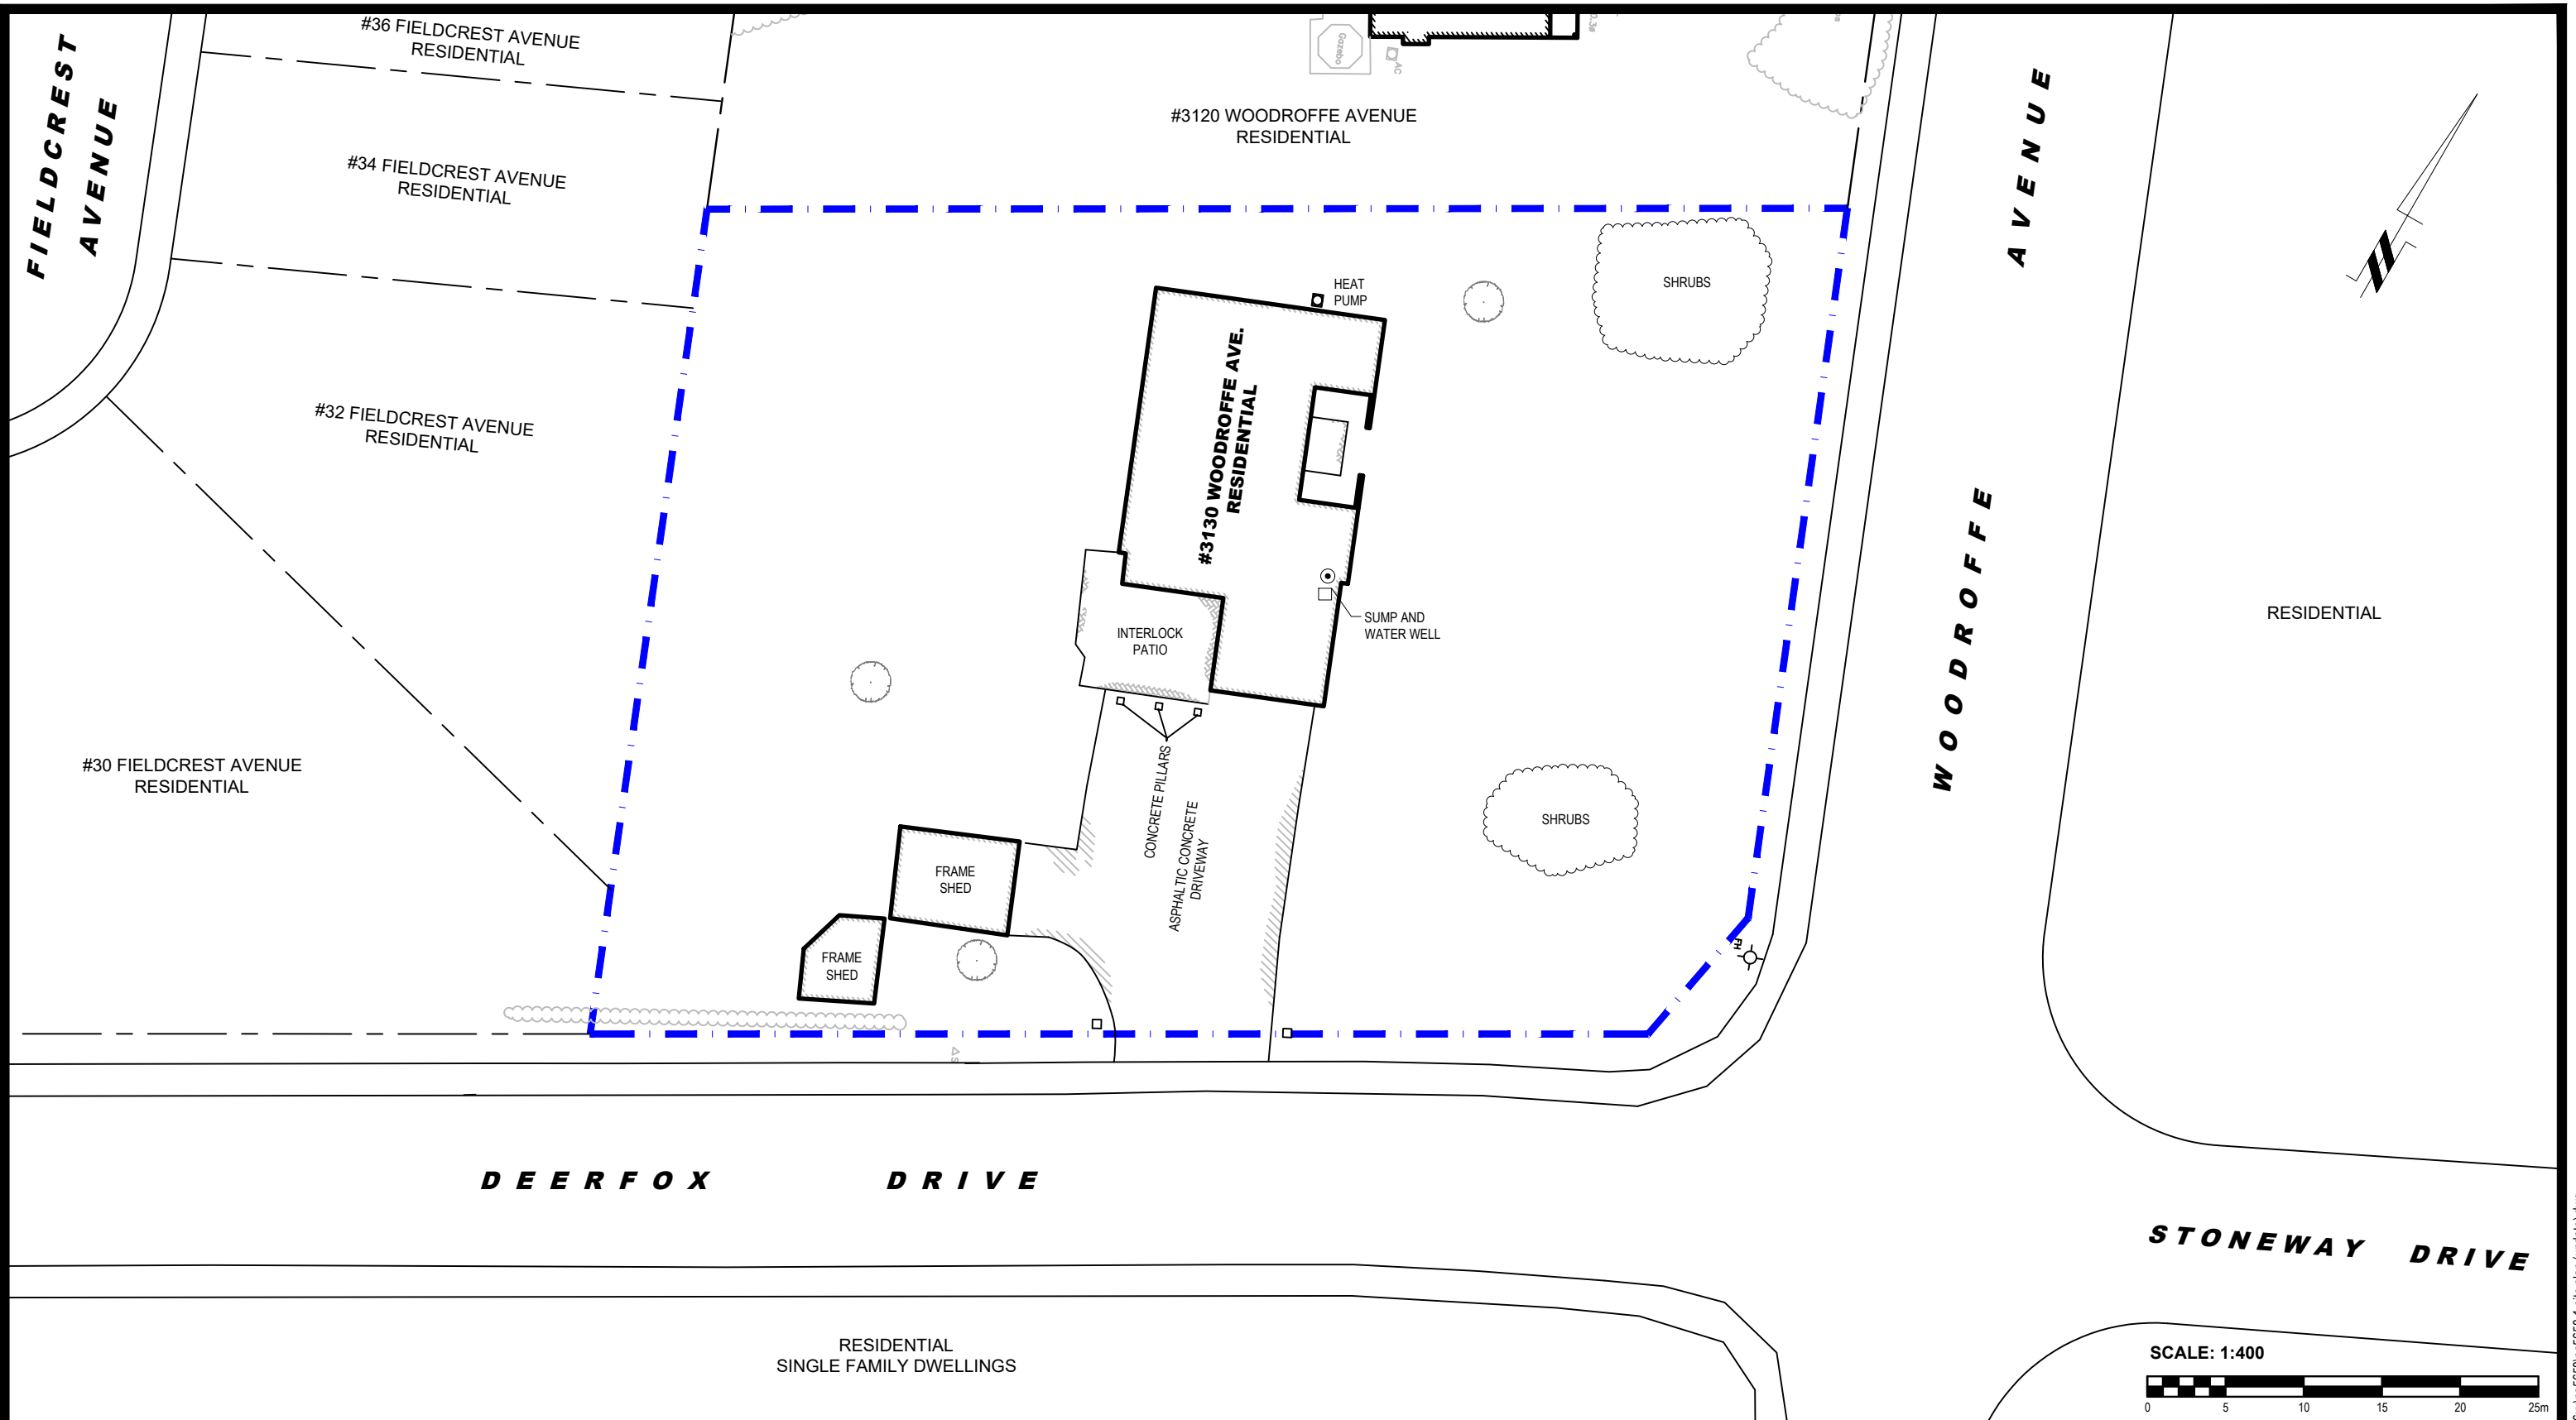 #36 FIELDCREST AVENUE
RESIDENTIAL
FIELDCREST
AVENUE
Gazebo
AC
#3120 WOODROFFE AVENUE
RESIDENTIAL
#34 FIELDCREST AVENUE
RESIDENTIAL
WOODROFFE AVENUE
HEAT
PUMP
SHRUBS
#3130 WOODROFFE AVE.
RESIDENTIAL
#32 FIELDCREST AVENUE
RESIDENTIAL
RESIDENTIAL
INTERLOCK
PATIO
SUMP AND
WATER WELL
#30 FIELDCREST AVENUE
RESIDENTIAL
CONCRETE PILLARS
ASPHALTIC CONCRETE
DRIVEWAY
SHRUBS
FRAME
SHED
FRAME
SHED
FH
DEERFOX DRIVE
STONEWAY DRIVE
RESIDENTIAL
SINGLE FAMILY DWELLINGS
SCALE: 1:400
0 5 10 15 20 25m